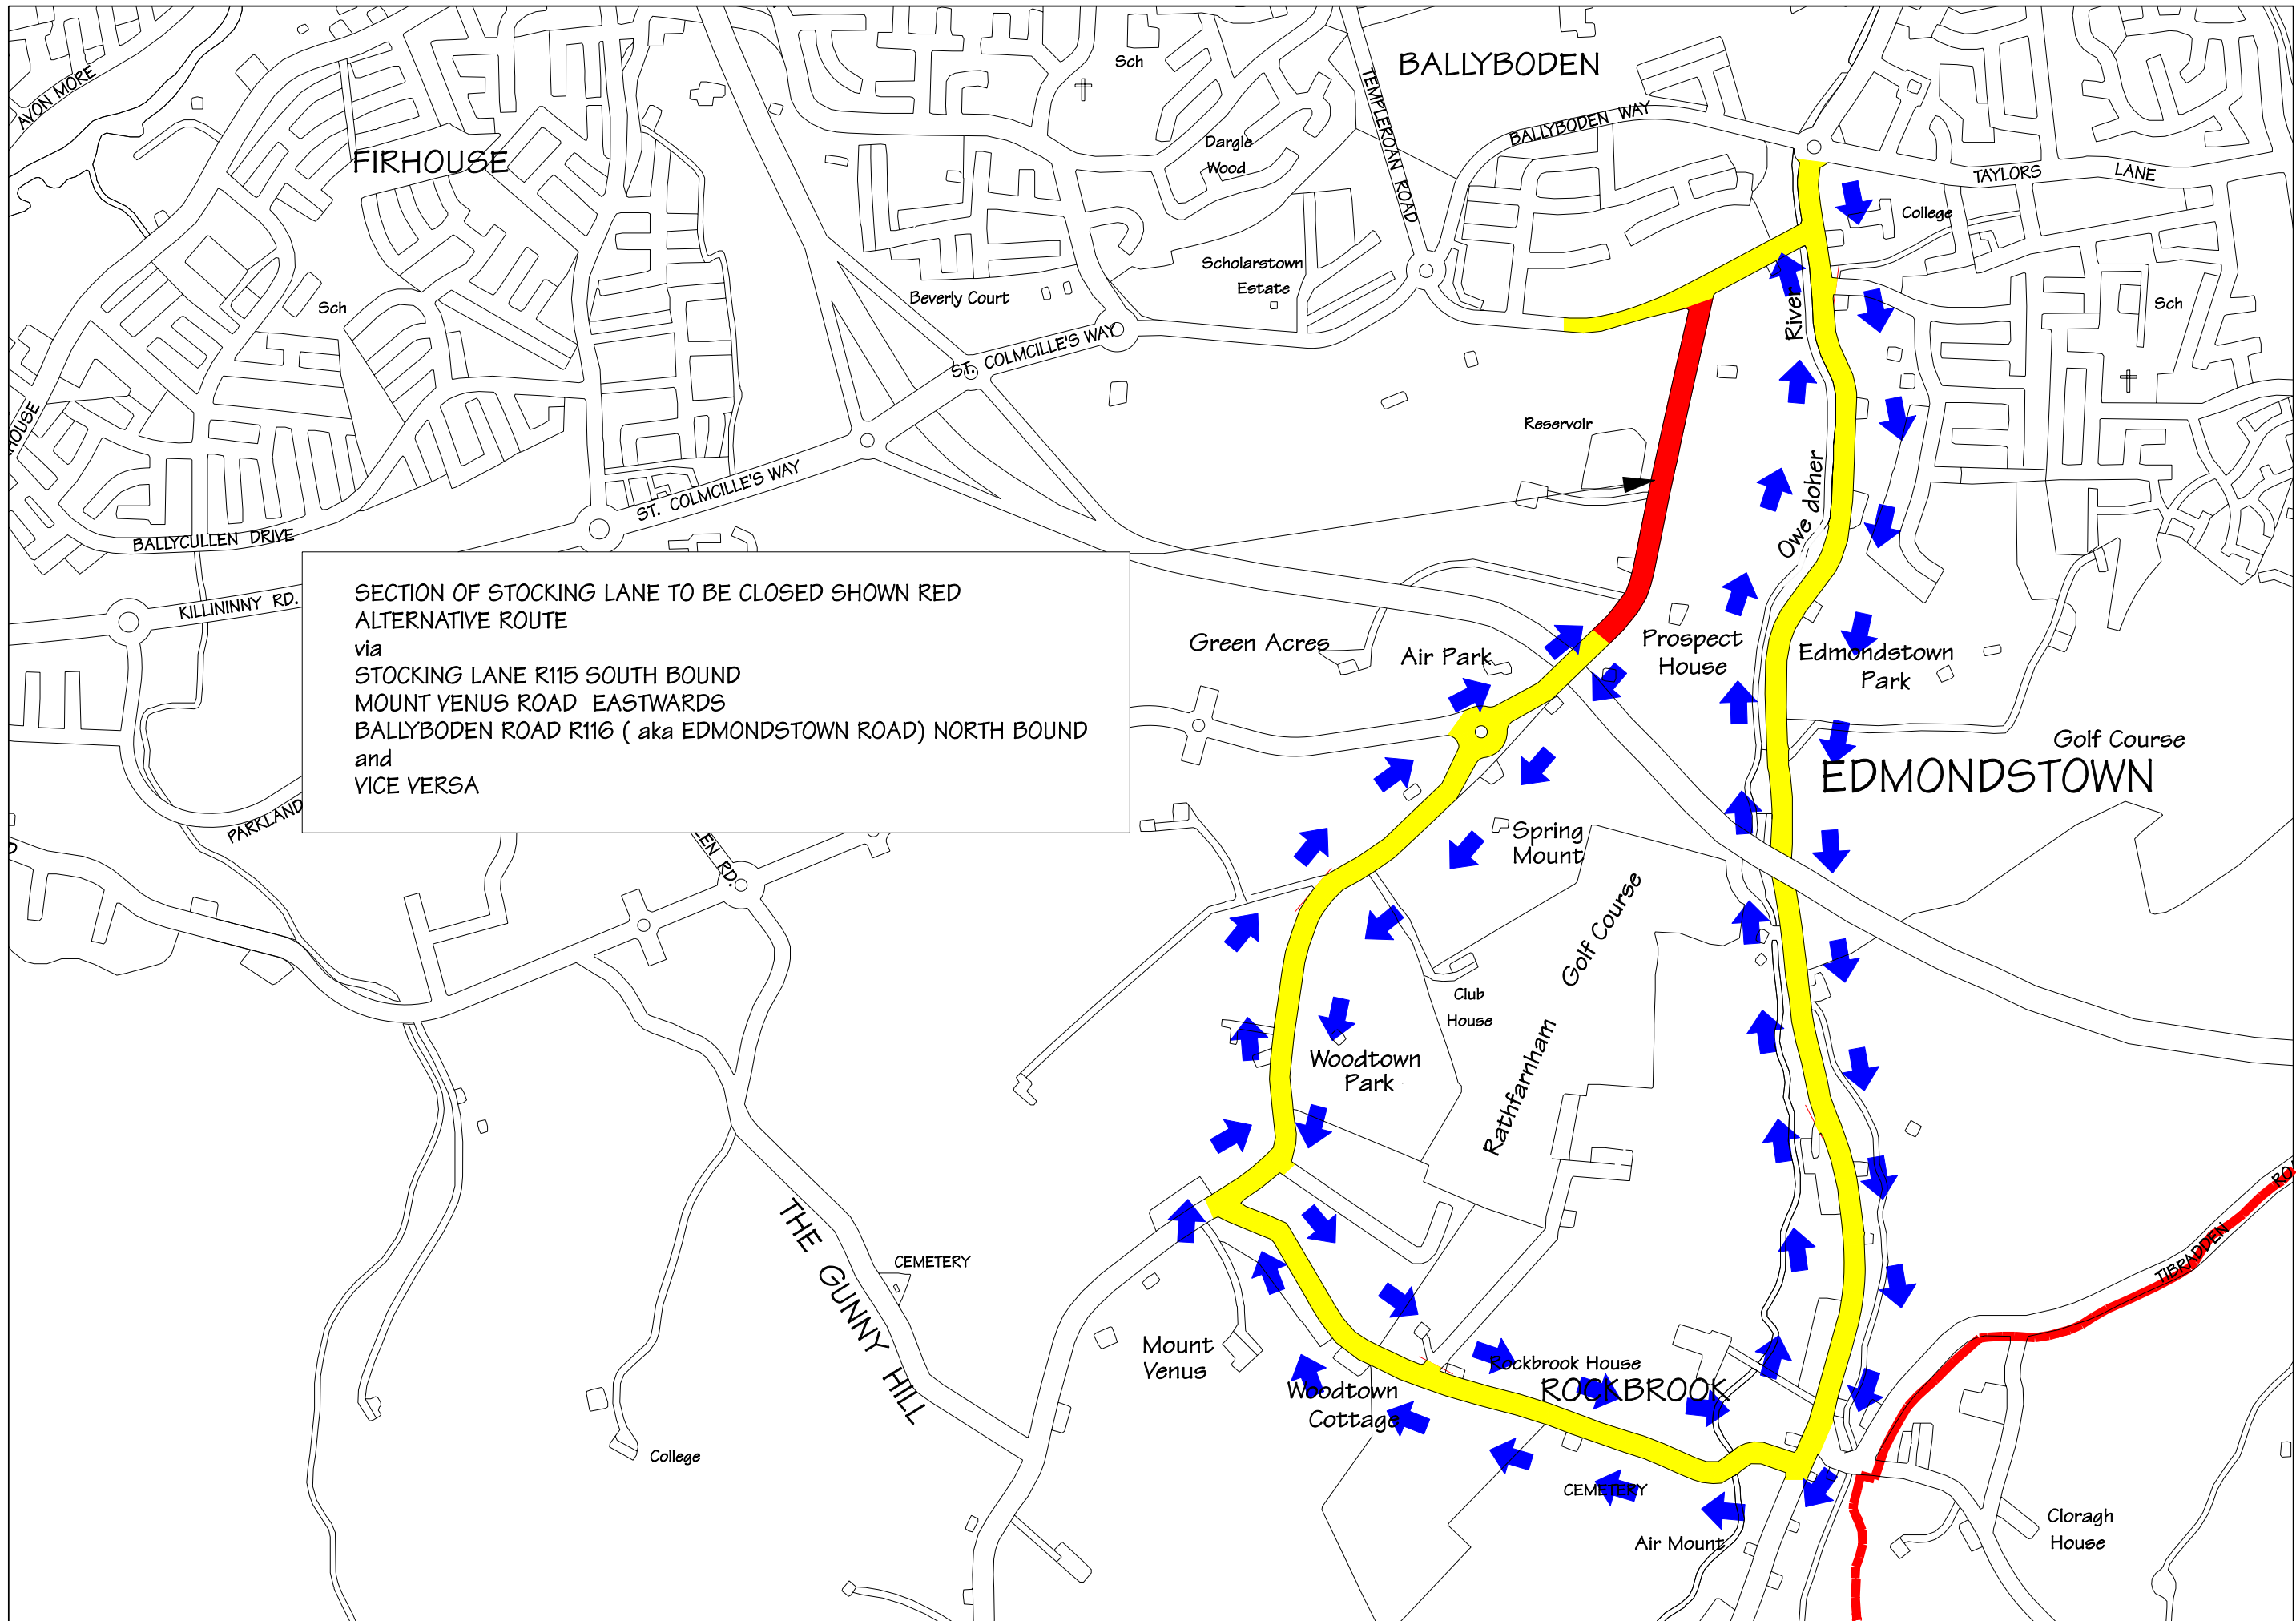 BALLYBODEN
Sch
AVON MORE
TEMPLEROAN ROAD
BALLYBODEN WAY
FIRHOUSE
Dargle
Wood
TAYLORS LANE
College
Scholarstown
Estate
Beverly Court
Sch
River
Sch
ST. COLMCILLE'S WAY
HOUSE
Reservoir
ST. COLMCILLE'S WAY
Owe doher
BALLYCULLEN DRIVE
KILLININNY RD.
SECTION OF STOCKING LANE TO BE CLOSED SHOWN RED
ALTERNATIVE ROUTE
via
STOCKING LANE R115 SOUTH BOUND
MOUNT VENUS ROAD EASTWARDS
BALLYBODEN ROAD R116 ( aka EDMONDSTOWN ROAD) NORTH BOUND
and
VICE VERSA
Green Acres
Air Park
Prospect
House
Edmondstown
Park
Golf Course
EDMONDSTOWN
PARKLAND
EN RD.
Spring
Mount
Golf Course
Club
House
Rathfarnham
Woodtown
Park
THE GUNNY HILL
CEMETERY
TIBRADDEN
Mount
Venus
Rockbrook House
ROCKBROOK
Woodtown
Cottage
College
CEMETERY
Air Mount
Cloragh
House